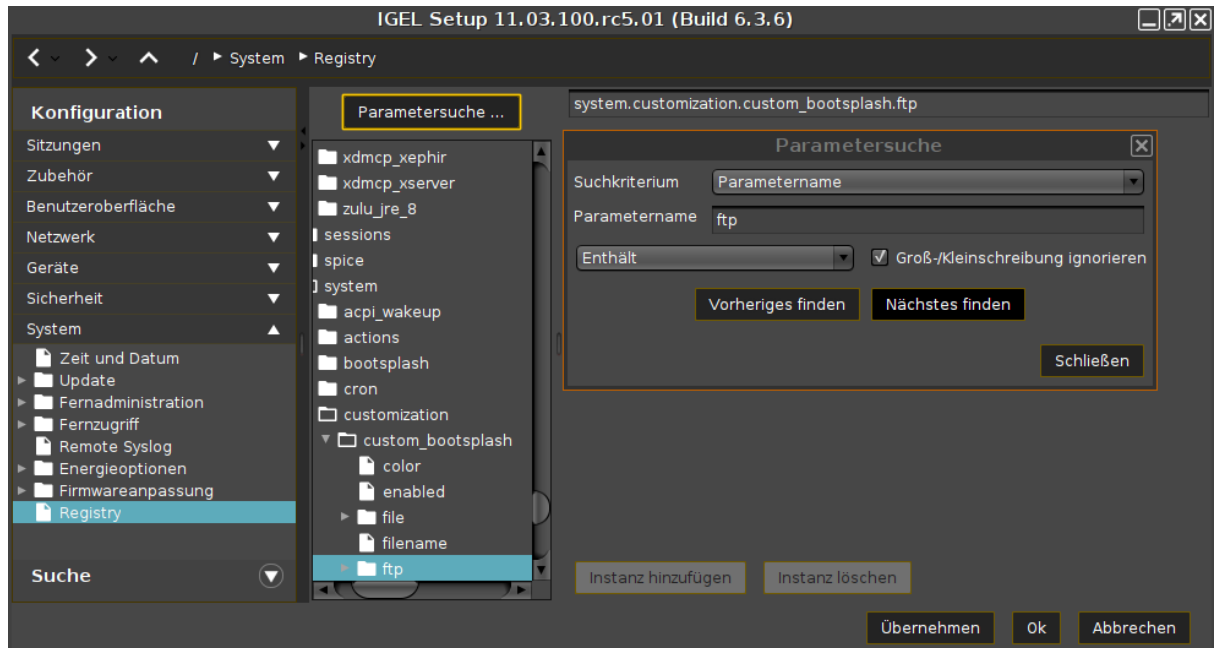 IGEL Setup 11.03.100.rc5.01 (Build 6.3.6)
/ System Registry
Konfiguration
Sitzungen
Zubehör
Benutzeroberfläche
Netzwerk
Geräte
Sicherheit
System
Zeit und Datum
Update
Fernadministration
Fernzugriff
Remote Syslog
Energieoptionen
Firmwareanpassung
Registry
Suche
Parametersuche ...
xdmcp_xephir
xdmcp_xserver
zulu_jre_8
sessions
spice
system
acpi_wakeup
actions
bootsplash
cron
customization
custom_bootsplash
color
enabled
file
filename
ftp
system.customization.custom_bootsplash.ftp
Parametersuche
Suchkriterium Parametername
Parametername ftp
Enthält Groß-/Kleinschreibung ignorieren
Vorheriges finden Nächstes finden
Schließen
Instanz hinzufügen Instanz löschen
Übernehmen Ok Abbrechen